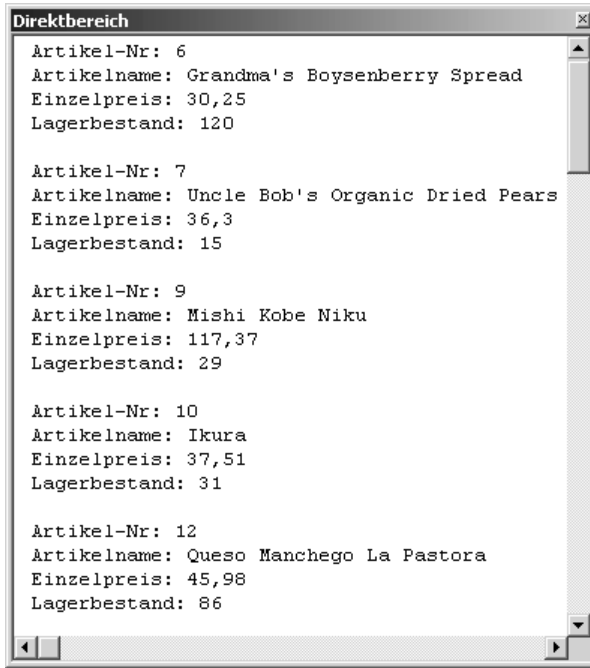 Direktbereich
Artikel-Nr: 6
Artikelname: Grandma's Boysenberry Spread
Einzelpreis: 30,25
Lagerbestand: 120
Artikel-Nr: 7
Artikelname: Uncle Bob's Organic Dried Pears
Einzelpreis: 36,3
Lagerbestand: 15
Artikel-Nr: 9
Artikelname: Mishi Kobe Niku
Einzelpreis: 117,37
Lagerbestand: 29
Artikel-Nr: 10
Artikelname: Ikura
Einzelpreis: 37,51
Lagerbestand: 31
Artikel-Nr: 12
Artikelname: Queso Manchego La Pastora
Einzelpreis: 45,98
Lagerbestand: 86